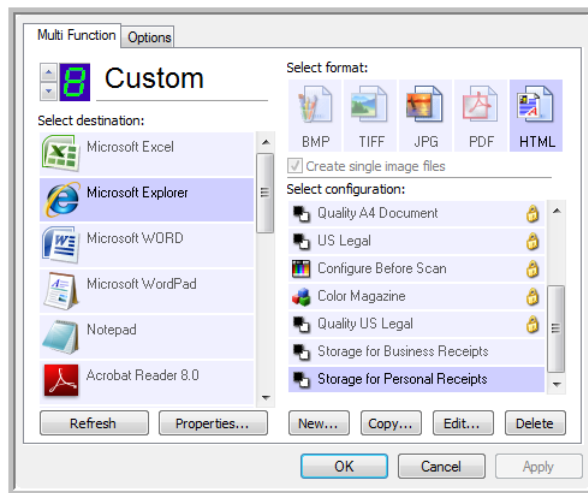 Multi Function
Options
8
Custom
Select destination:
Microsoft Excel
Microsoft Explorer
Microsoft WORD
Microsoft WordPad
Notepad
Acrobat Reader 8.0
Refresh
Properties...
Select format:
BMP
TIFF
JPG
PDF
HTML
Create single image files
Select configuration:
Quality A4 Document
US Legal
Configure Before Scan
Color Magazine
Quality US Legal
Storage for Business Receipts
Storage for Personal Receipts
New...
Copy...
Edit...
Delete
OK
Cancel
Apply